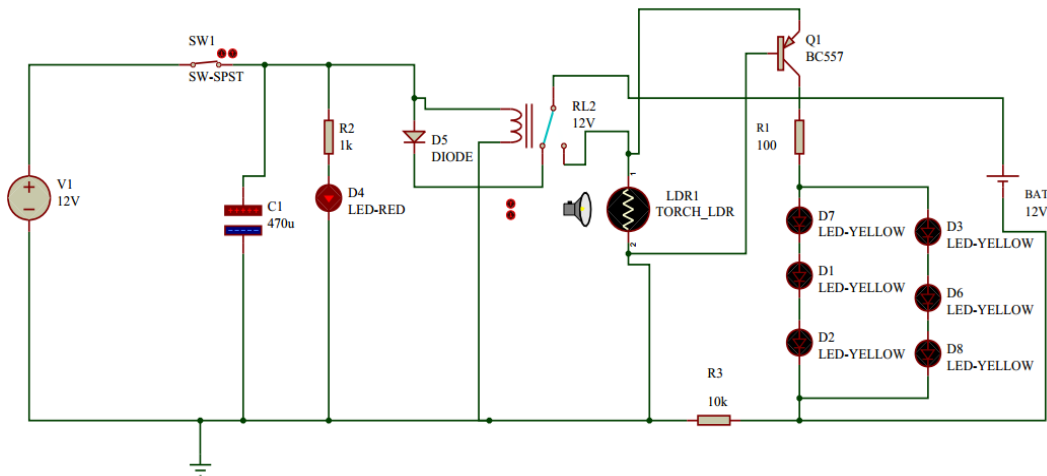 SW1
SW-SPST
V1
12V
C1
470u
R2
1k
D4
LED-RED
D5
DIODE
RL2
12V
1
LDR1
TORCH_LDR
2
Q1
BC557
R1
100
D7
LED-YELLOW
D1
LED-YELLOW
D2
LED-YELLOW
D3
LED-YELLOW
D6
LED-YELLOW
D8
LED-YELLOW
BAT
12V
R3
10k